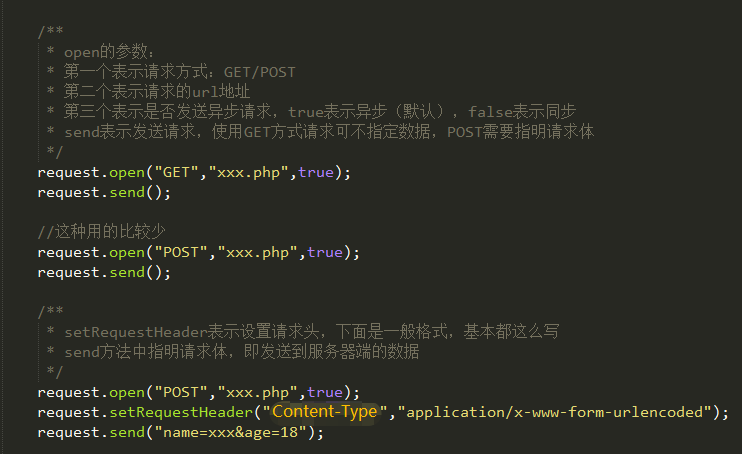 /**
* open的参数：
* 第一个表示请求方式：GET/POST
* 第二个表示请求的url地址
* 第三个表示是否发送异步请求，true表示异步（默认），false表示同步
* send表示发送请求，使用GET方式请求可不指定数据，POST需要指明请求体
*/
request.open("GET","xxx.php",true);
request.send();
//这种用的比较少
request.open("POST","xxx.php",true);
request.send();
/**
* setRequestHeader表示设置请求头，下面是一般格式，基本都这么写
* send方法中指明请求体，即发送到服务器端的数据
*/
request.open("POST","xxx.php",true);
request.setRequestHeader("Content-Type","application/x-www-form-urlencoded");
request.send("name=xxx&age=18");